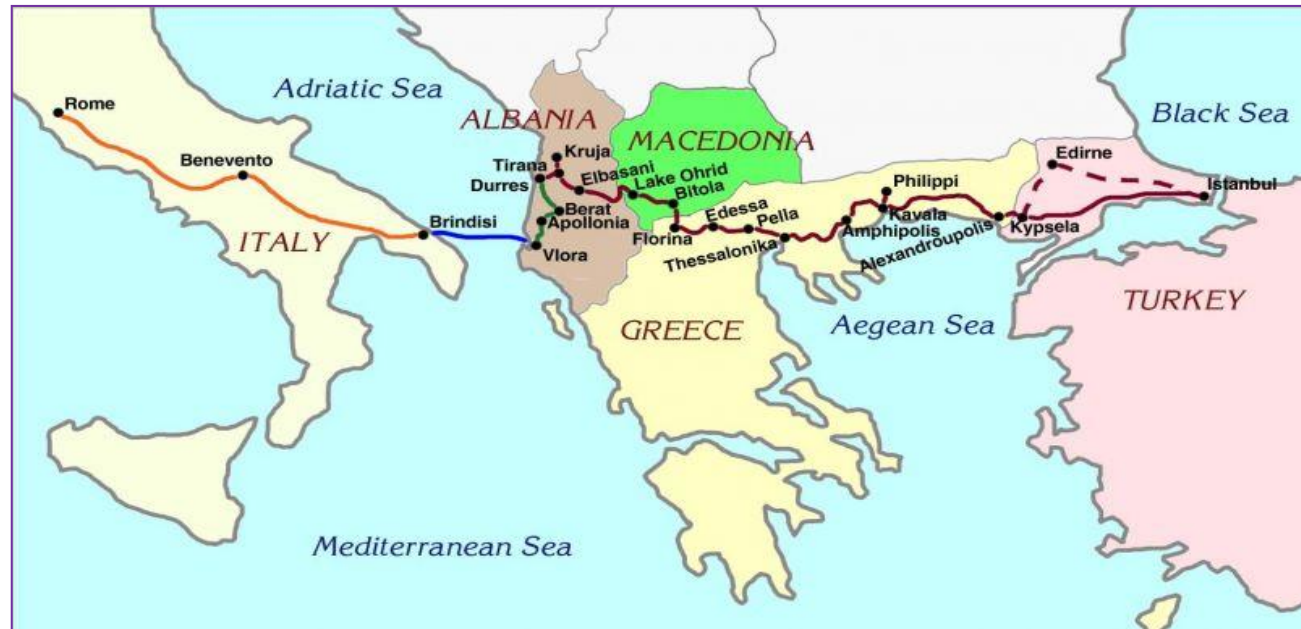 Rome
Adriatic Sea
Black Sea
ALBANIA
MACEDONIA
Benevento
Kruja
Edirne
Tirana
Durres
Elbasani
Lake Ohrid
Bitola
Philippi
Istanbul
Brindisi
Berat
Apollonia
Edessa
Pella
Kavala
Amphipolis
Kypsela
ITALY
Vlora
Florina
Thessalonika
Alexandroupolis
TURKEY
GREECE
Aegean Sea
Mediterranean Sea